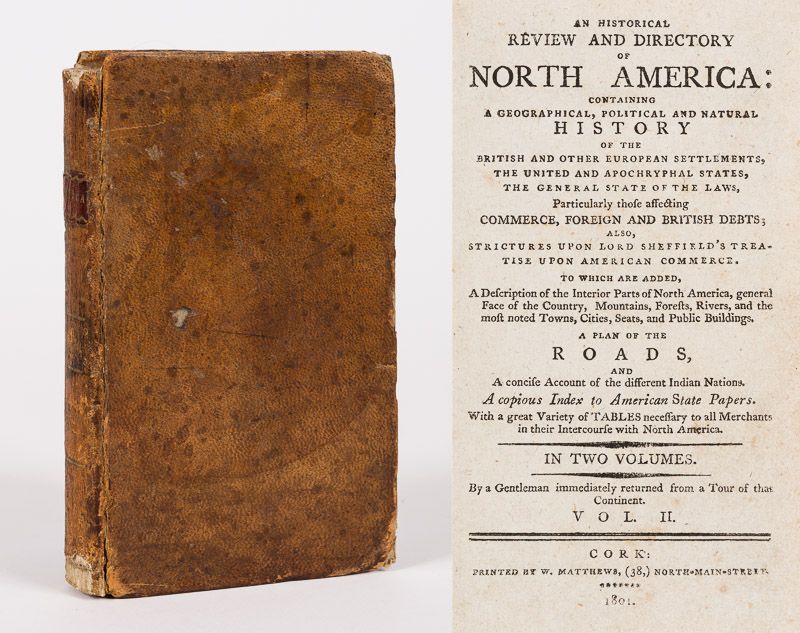 AN HISTORICAL
REVIEW AND DIRECTORY
OF
NORTH AMERICA:
CONTAINING
A GEOGRAPHICAL, POLITICAL AND NATURAL
HISTORY
OF THE
BRITISH AND OTHER EUROPEAN SETTLEMENTS,
THE UNITED AND APOCHRYPHAL STATES,
THE GENERAL STATE OF THE LAWS,
Particularly thoſe affecting
COMMERCE, FOREIGN AND BRITISH DEBTS;
ALSO,
STRICTURES UPON LORD SHEFFIELD'S TREA-
TISE UPON AMERICAN COMMERCE.
TO WHICH ARE ADDED,
A Deſcription of the Interior Parts of North America, general
Face of the Country, Mountains, Foreſts, Rivers, and the
moſt noted Towns, Cities, Seats, and Public Buildings.
A PLAN OF THE
ROADS,
AND
A conciſe Account of the different Indian Nations.
A copious Index to American State Papers.
With a great Variety of TABLES neceſſary to all Merchants
in their Intercourſe with North America.
IN TWO VOLUMES.
By a Gentleman immediately returned from a Tour of that
Continent.
VOL. II.
CORK:
PRINTED BY W. MATTHEWS, (38,) NORTH-MAIN-STREET.
1801.